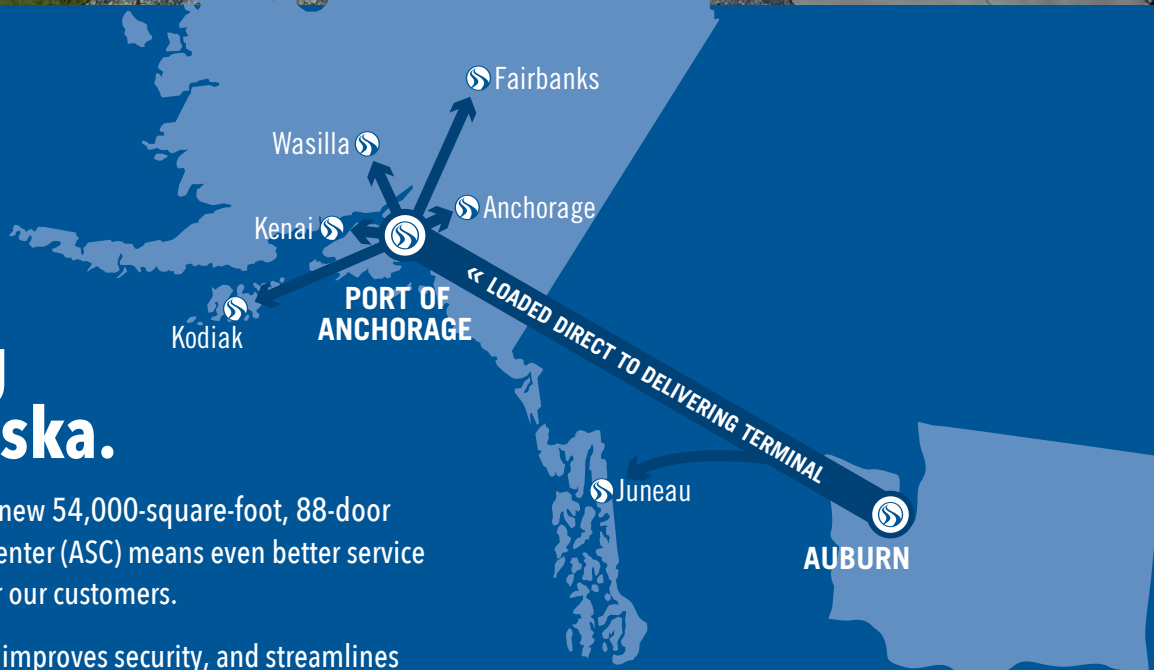 Fairbanks
Wasilla
Anchorage
Kenai
PORT OF
ANCHORAGE
Kodiak
« LOADED DIRECT TO DELIVERING TERMINAL
Juneau
AUBURN
ska.
new 54,000-square-foot, 88-door
enter (ASC) means even better service
our customers.
improves security, and streamlines